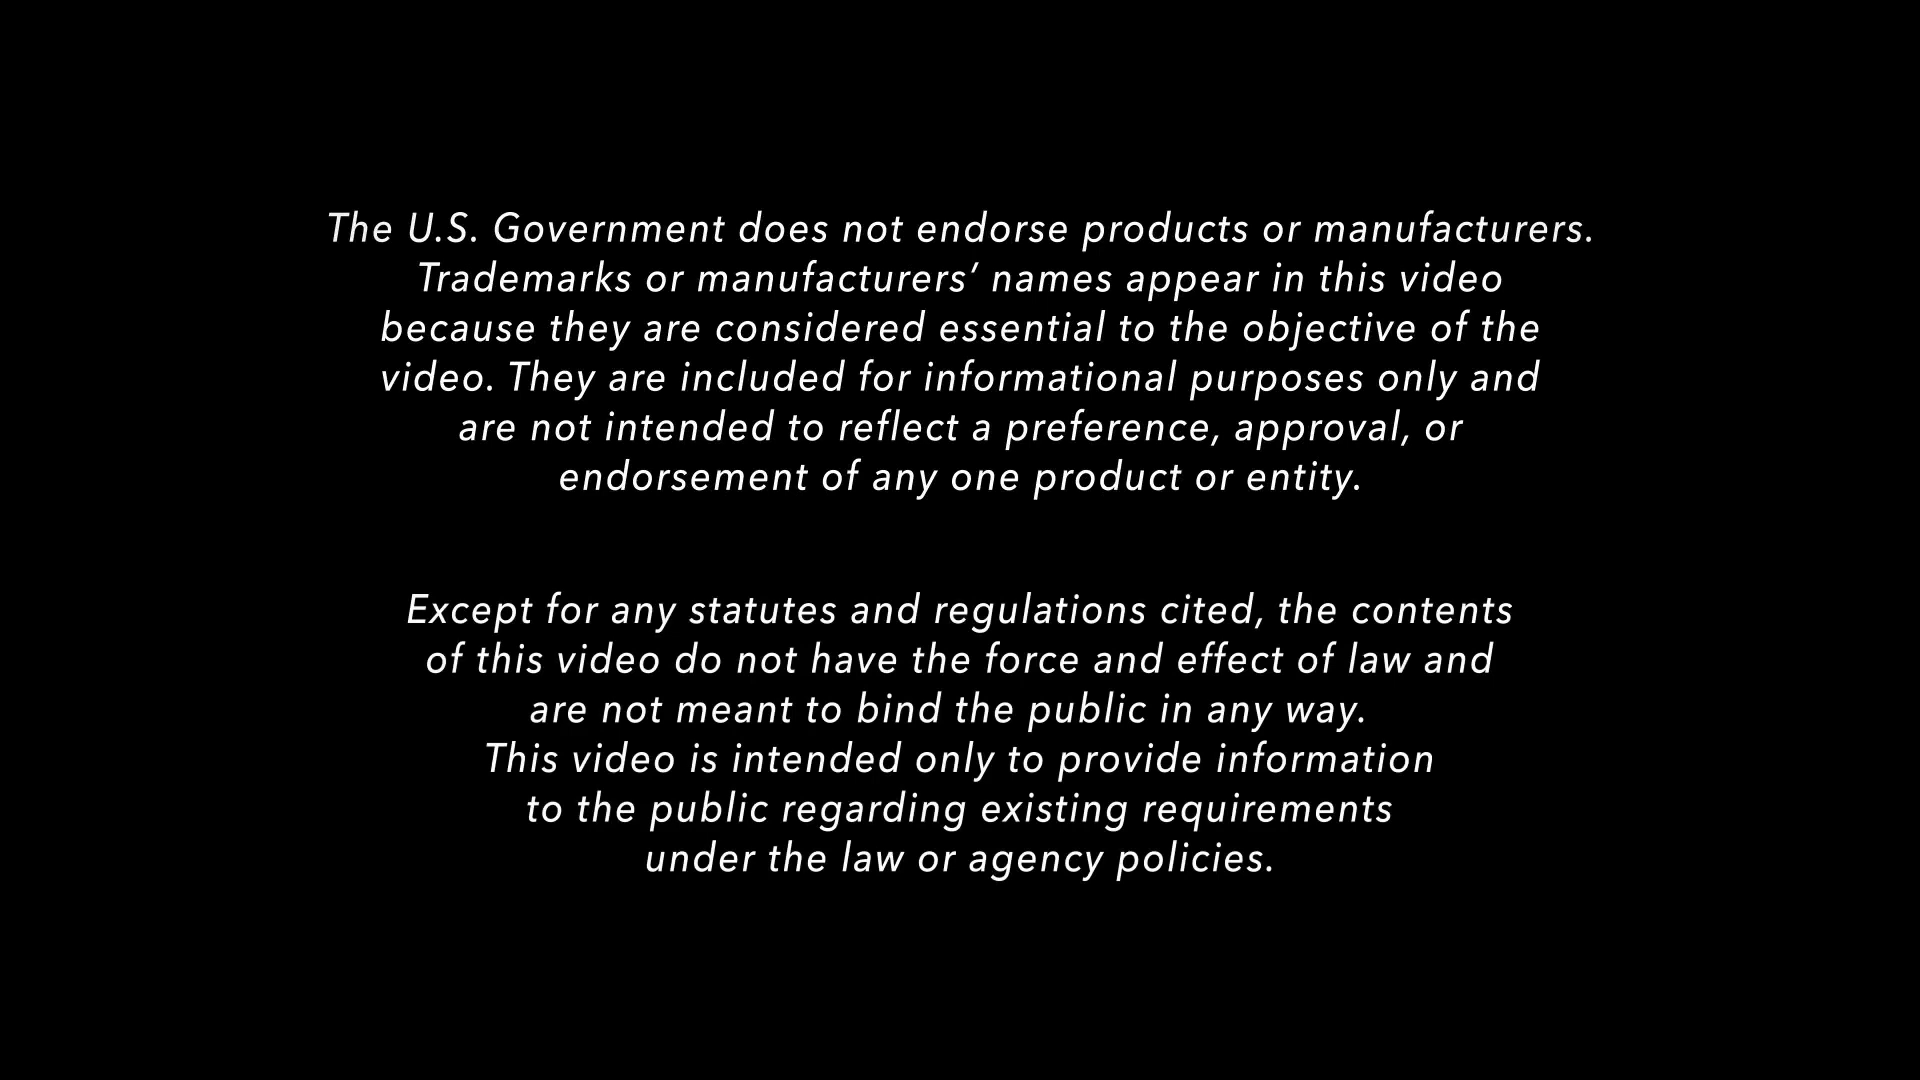 The U.S. Government does not endorse products or manufacturers.
Trademarks or manufacturers’ names appear in this video
because they are considered essential to the objective of the
video. They are included for informational purposes only and
are not intended to reflect a preference, approval, or
endorsement of any one product or entity.
Except for any statutes and regulations cited, the contents
of this video do not have the force and effect of law and
are not meant to bind the public in any way.
This video is intended only to provide information
to the public regarding existing requirements
under the law or agency policies.